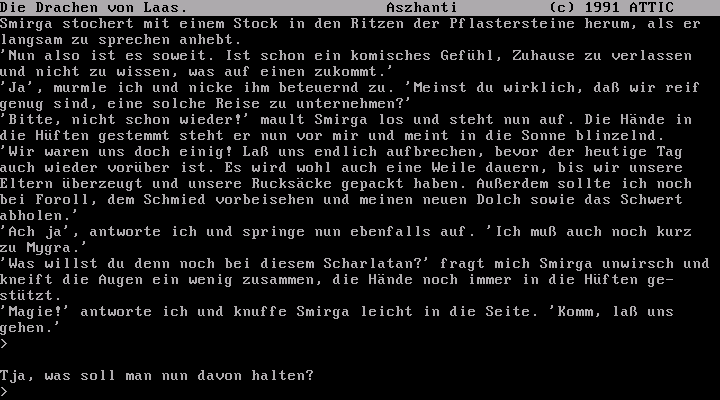 Die Drachen von Laas. Aszhanti (c) 1991 ATTIC
Smirga stochert mit einem Stock in den Ritzen der Pflastersteine herum, als er
langsam zu sprechen anhebt.
'Nun also ist es soweit. Ist schon ein komisches Gefühl, Zuhause zu verlassen
und nicht zu wissen, was auf einen zukommt.'
'Ja', murmle ich und nicke ihm beteuernd zu. 'Meinst du wirklich, daß wir reif
genug sind, eine solche Reise zu unternehmen?'
'Bitte, nicht schon wieder!' mault Smirga los und steht nun auf. Die Hände in
die Hüften gestemmt steht er nun vor mir und meint in die Sonne blinzelnd.
'Wir waren uns doch einig! Laß uns endlich aufbrechen, bevor der heutige Tag
auch wieder vorüber ist. Es wird wohl auch eine Weile dauern, bis wir unsere
Eltern überzeugt und unsere Rucksäcke gepackt haben. Außerdem sollte ich noch
bei Foroll, dem Schmied vorbeisehen und meinen neuen Dolch sowie das Schwert
abholen.'
'Ach ja', antworte ich und springe nun ebenfalls auf. 'Ich muß auch noch kurz
zu Mygra.'
'Was willst du denn noch bei diesem Scharlatan?' fragt mich Smirga unwirsch und
kneift die Augen ein wenig zusammen, die Hände noch immer in die Hüften ge-
stützt.
'Magie!' antworte ich und knuffe Smirga leicht in die Seite. 'Komm, laß uns
gehen.'
>
Tja, was soll man nun davon halten?
>